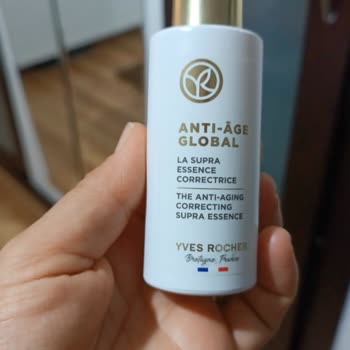 ANTI-ÂGE
GLOBAL
LA SUPRA
ESSENCE
CORRECTRICE
THE ANTI-AGING
CORRECTING
SUPRA ESSENCE
YVES ROCHER
Bretagne, France